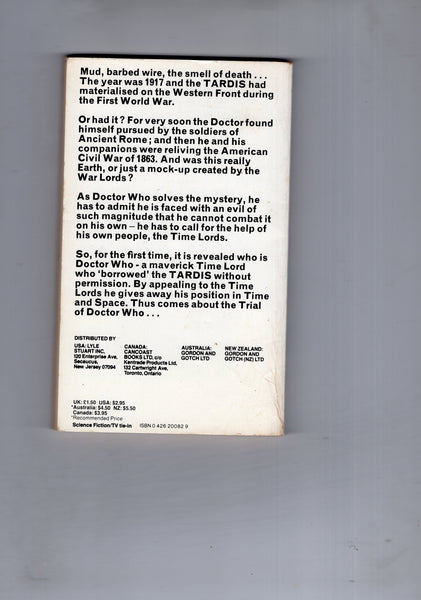 Mud, barbed wire, the smell of death...
The year was 1917 and the TARDIS had
materialised on the Western Front during
the First World War.
Or had it? For very soon the Doctor found
himself pursued by the soldiers of
Ancient Rome; and then he and his
companions were reliving the American
Civil War of 1863. And was this really
Earth, or just a mock-up created by the
War Lords?
As Doctor Who solves the mystery, he
has to admit he is faced with an evil of
such magnitude that he cannot combat it
on his own – he has to call for the help of
his own people, the Time Lords.
So, for the first time, it is revealed who is
Doctor Who - a maverick Time Lord
who 'borrowed' the TARDIS without
permission. By appealing to the Time
Lords he gives away his position in Time
and Space. Thus comes about the Trial
of Doctor Who...
DISTRIBUTED BY
USA: LYLE
STUART INC.
120 Enterprise Ave,
Secaucus,
New Jersey 07094
CANADA:
CANCOAST
BOOKS LTD, c/o
Kentrade Products Ltd,
132 Cartwright Ave,
Toronto, Ontario
AUSTRALIA:
GORDON AND
GOTCH LTD
NEW ZEALAND:
GORDON AND
GOTCH (NZ) LTD
UK: £1.50 USA: $2.95
*Australia: $4.50 NZ: $5.50
Canada: $3.95
*Recommended Price
Science Fiction/TV tie-in ISBN 0 426 20082 9